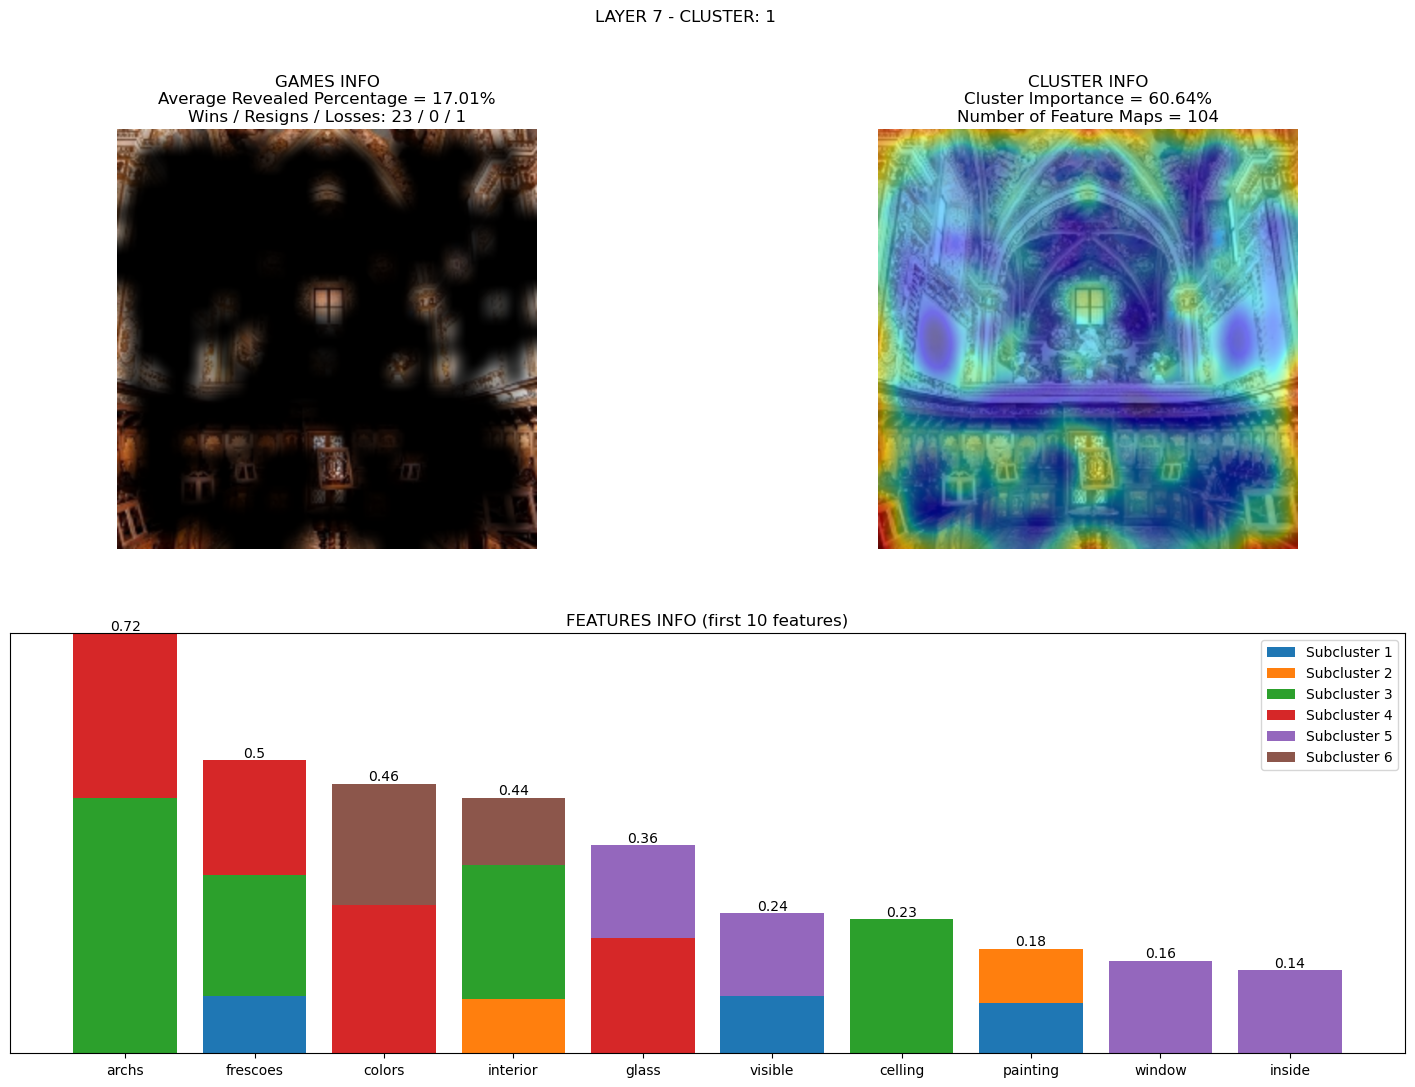 LAYER 7 - CLUSTER: 1
GAMES INFO
Average Revealed Percentage = 17.01%
Wins / Resigns / Losses: 23 / 0 / 1
CLUSTER INFO
Cluster Importance = 60.64%
Number of Feature Maps = 104
FEATURES INFO (first 10 features)
0.72
0.5
0.46
0.44
0.36
0.24
0.23
0.18
0.16
0.14
Subcluster 1
Subcluster 2
Subcluster 3
Subcluster 4
Subcluster 5
Subcluster 6
archs
frescoes
colors
interior
glass
visible
celling
painting
window
inside